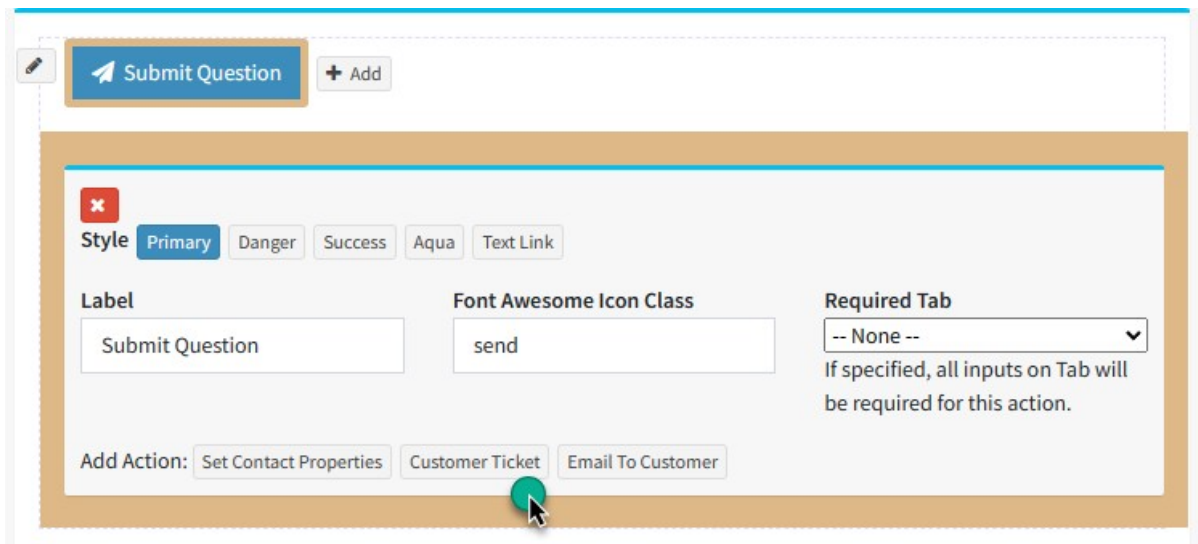 Submit Question
Add
Style Primary Danger Success Aqua Text Link
Label Font Awesome Icon Class Required Tab
Submit Question send -- None --
If specified, all inputs on Tab will
be required for this action.
Add Action: Set Contact Properties Customer Ticket Email To Customer